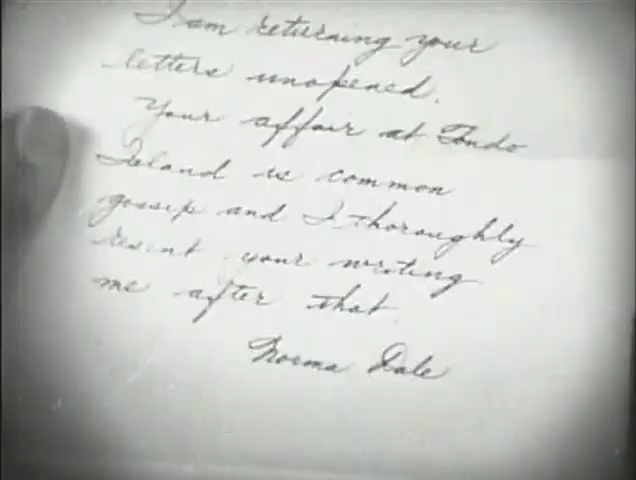 I am returning your
letters unopened.
Your affair at Tondo
Island is common
gossip and I thoroughly
resent your writing
me after that.
Norma Dale